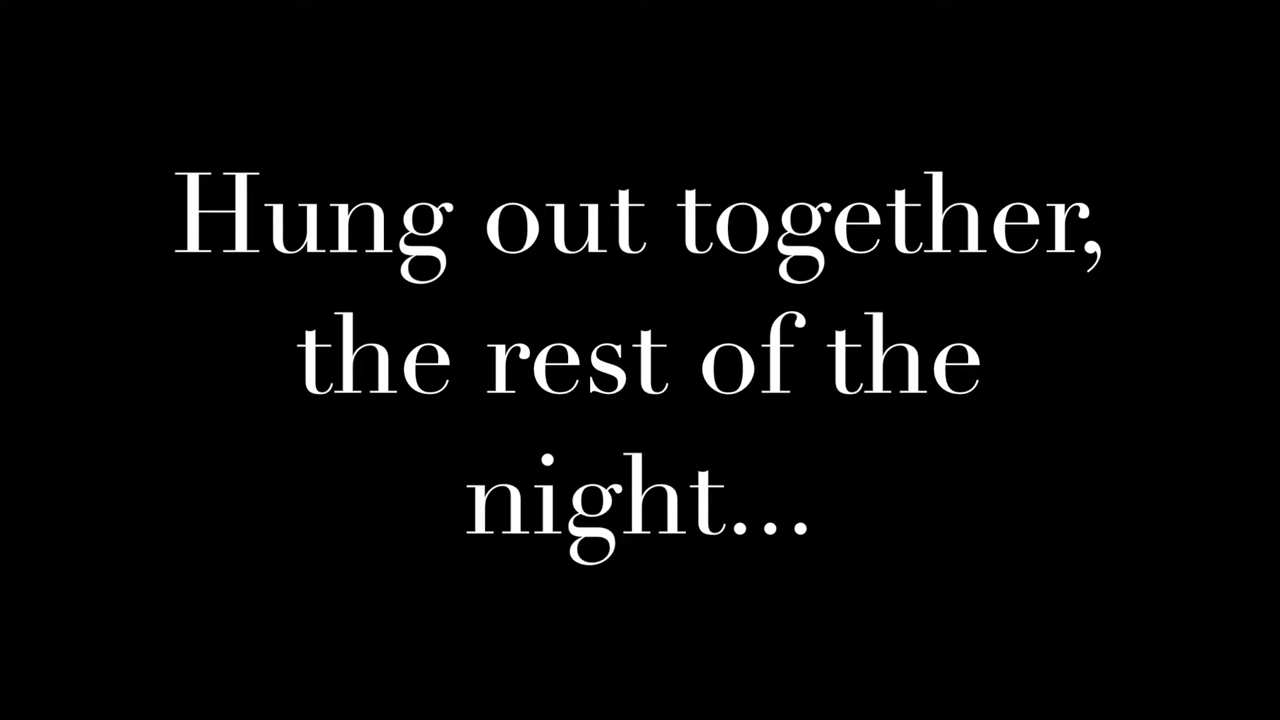 Hung out together,
the rest of the
night...